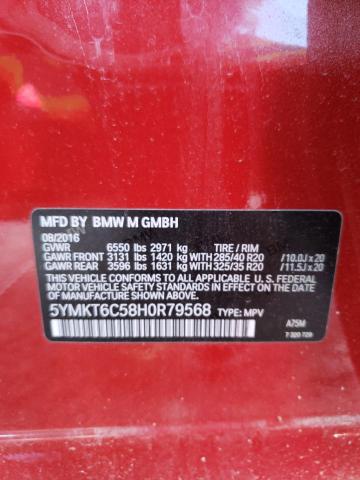 MFD BY BMW M GMBH
08/2016
GVWR 6550 lbs 2971 kg TIRE / RIM
GAWR FRONT 3131 lbs 1420 kg WITH 285/40 R20 /10.0J x 20
GAWR REAR 3596 lbs 1631 kg WITH 325/35 R20 /11.5J x 20
THIS VEHICLE CONFORMS TO ALL APPLICABLE U. S. FEDERAL
MOTOR VEHICLE SAFETY STANDARDS IN EFFECT ON THE
DATE OF MANUFACTURE SHOWN ABOVE.
5YMKT6C58H0R79568 TYPE: MPV A75M
7 320 729